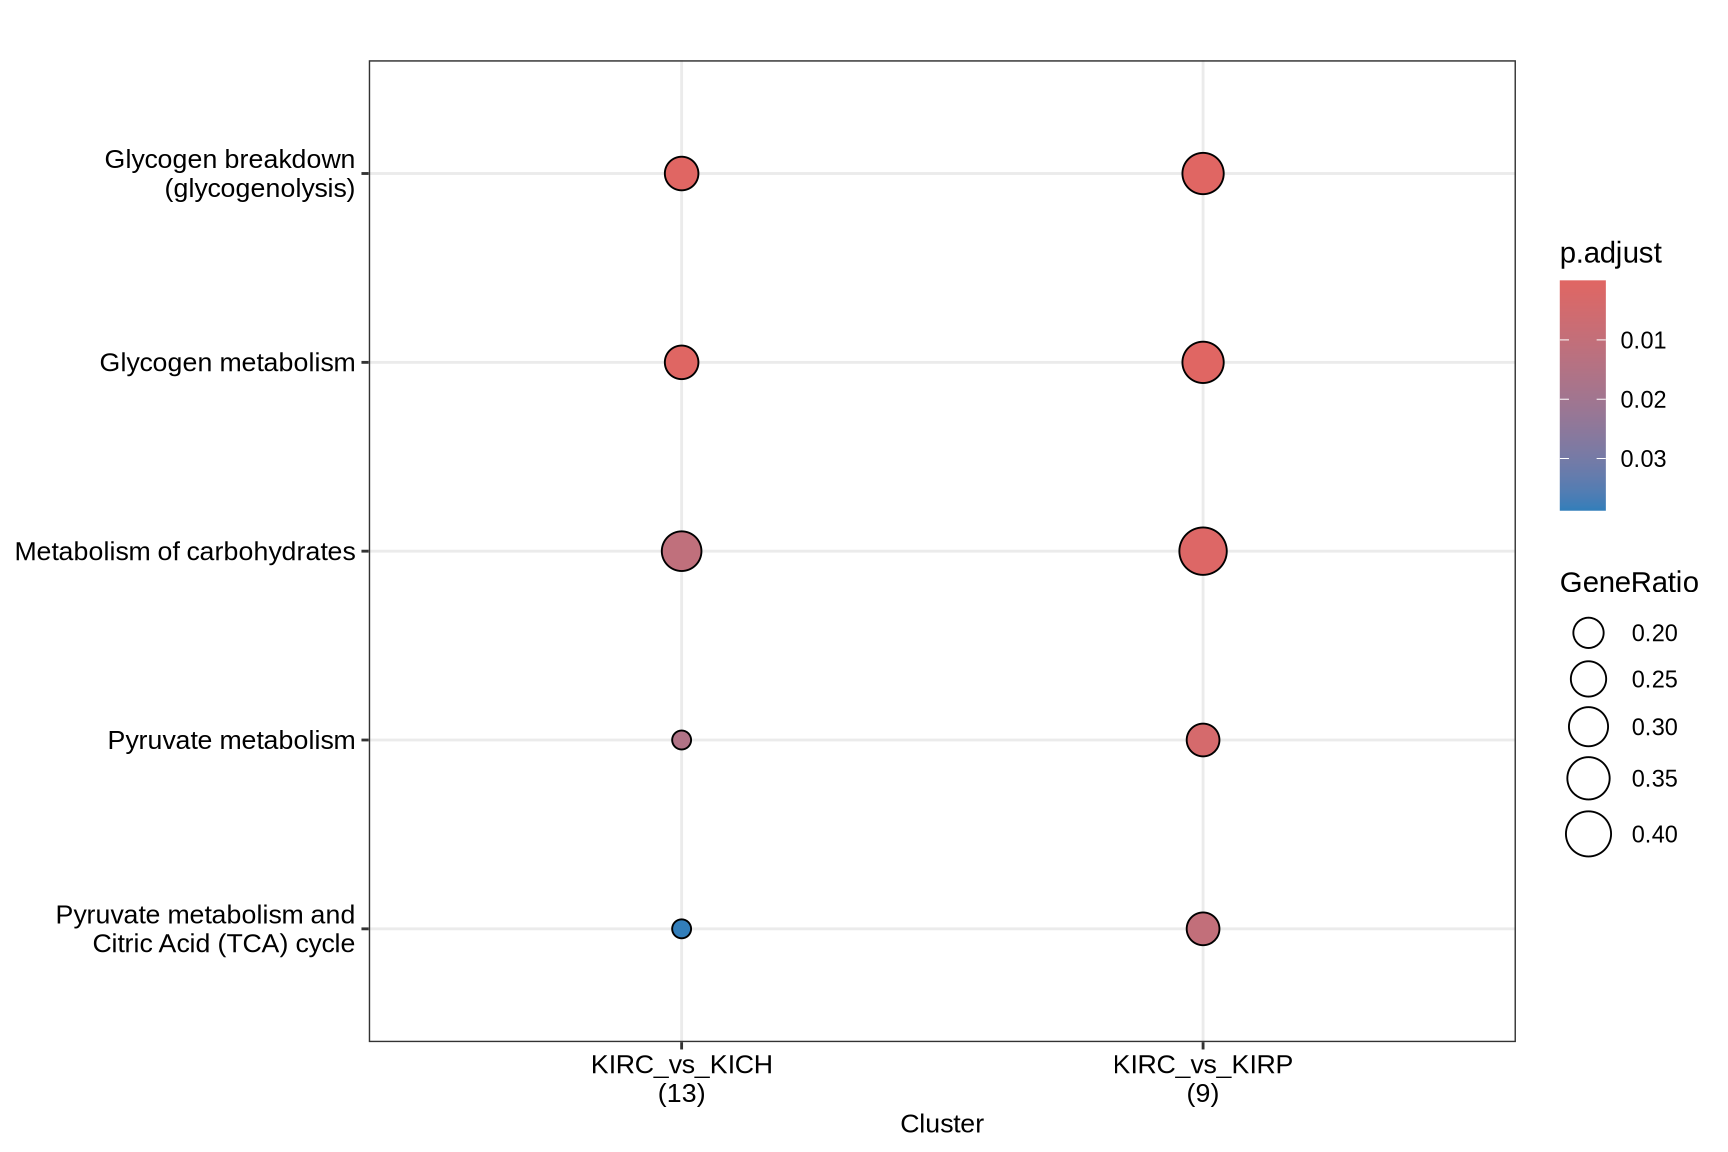 Glycogen breakdown
(glycogenolysis)
Glycogen metabolism
Metabolism of carbohydrates
Pyruvate metabolism
Pyruvate metabolism and
Citric Acid (TCA) cycle
KIRC_vs_KICH
(13)
KIRC_vs_KIRP
(9)
Cluster
p.adjust
0.01
0.02
0.03
GeneRatio
0.20
0.25
0.30
0.35
0.40